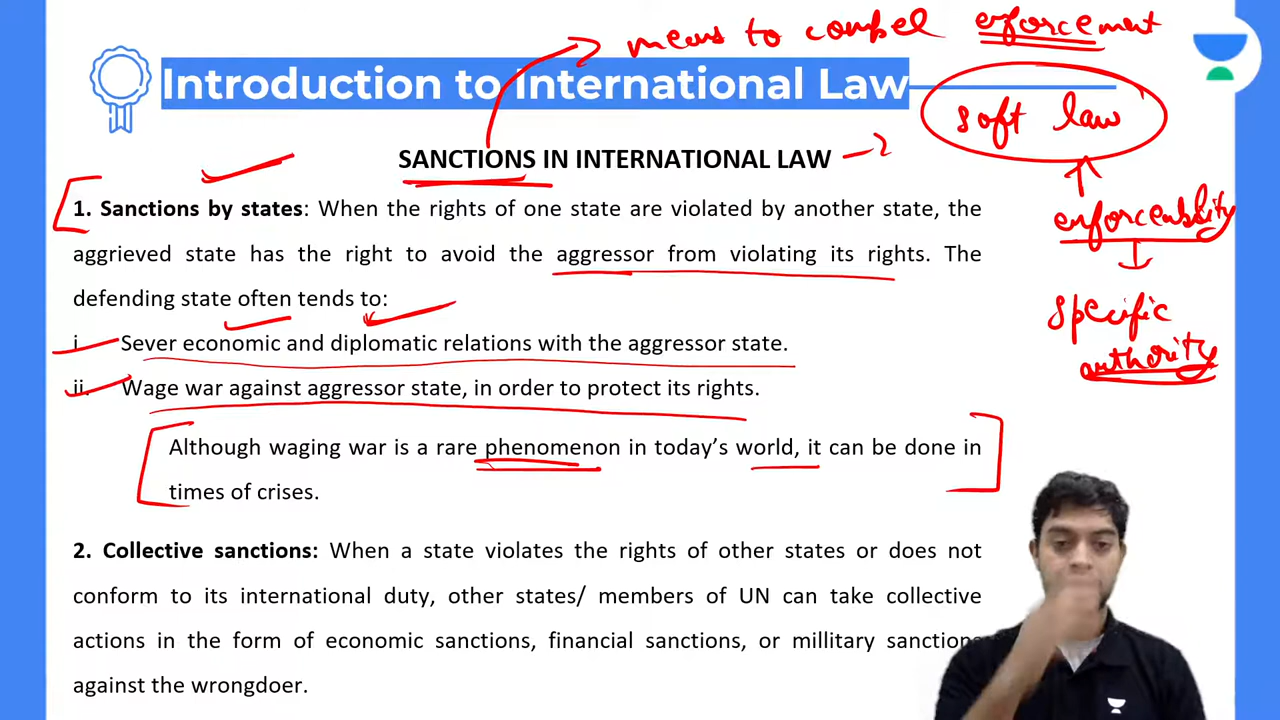 means to compel enforcement
Introduction to International Law
soft law
SANCTIONS IN INTERNATIONAL LAW
enforceability
specific
authority
1. Sanctions by states: When the rights of one state are violated by another state, the
aggrieved state has the right to avoid the aggressor from violating its rights. The
defending state often tends to:
i. Sever economic and diplomatic relations with the aggressor state.
ii. Wage war against aggressor state, in order to protect its rights.
Although waging war is a rare phenomenon in today's world, it can be done in
times of crises.
2. Collective sanctions: When a state violates the rights of other states or does not
conform to its international duty, other states/ members of UN can take collective
actions in the form of economic sanctions, financial sanctions, or millitary sanctions
against the wrongdoer.